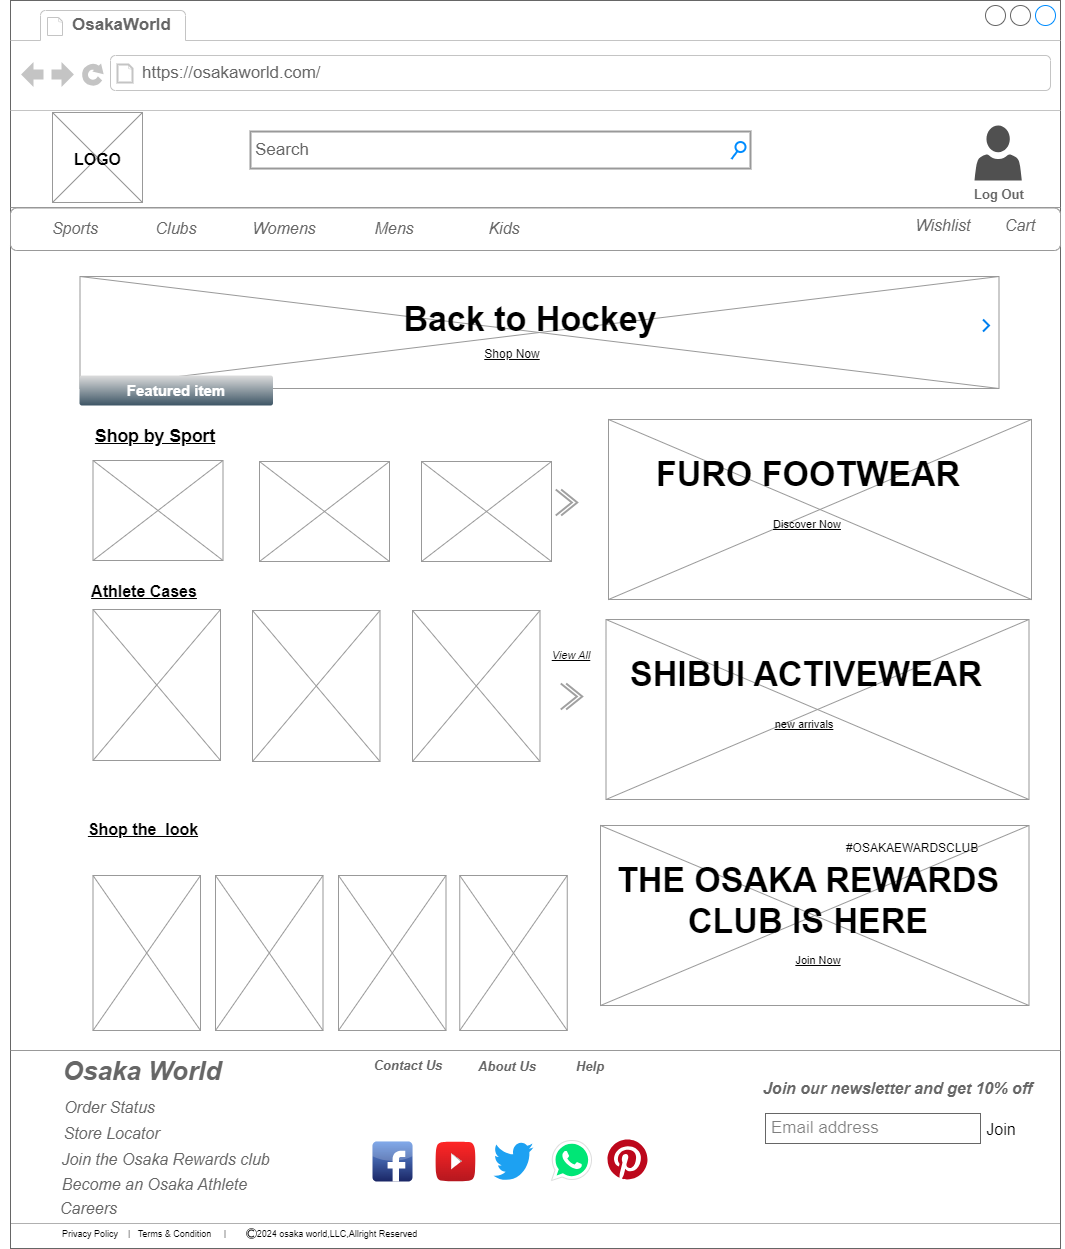 OsakaWorld
https://osakaworld.com/
LOGO
Search
Log Out
Sports
Clubs
Womens
Mens
Kids
Wishlist
Cart
Back to Hockey
Shop Now
Featured item
Shop by Sport
FURO FOOTWEAR
Discover Now
Athlete Cases
View All
SHIBUI ACTIVEWEAR
new arrivals
Shop the  look
#OSAKAEWARDSCLUB
THE OSAKA REWARDS
CLUB IS HERE
Join Now
Osaka World
Order Status
Store Locator
Join the Osaka Rewards club
Become an Osaka Athlete
Careers
Contact Us
About Us
Help
Join our newsletter and get 10% off
Email address
Join
Privacy Policy | Terms & Condition | ©2024 osaka world,LLC,Allright Reserved